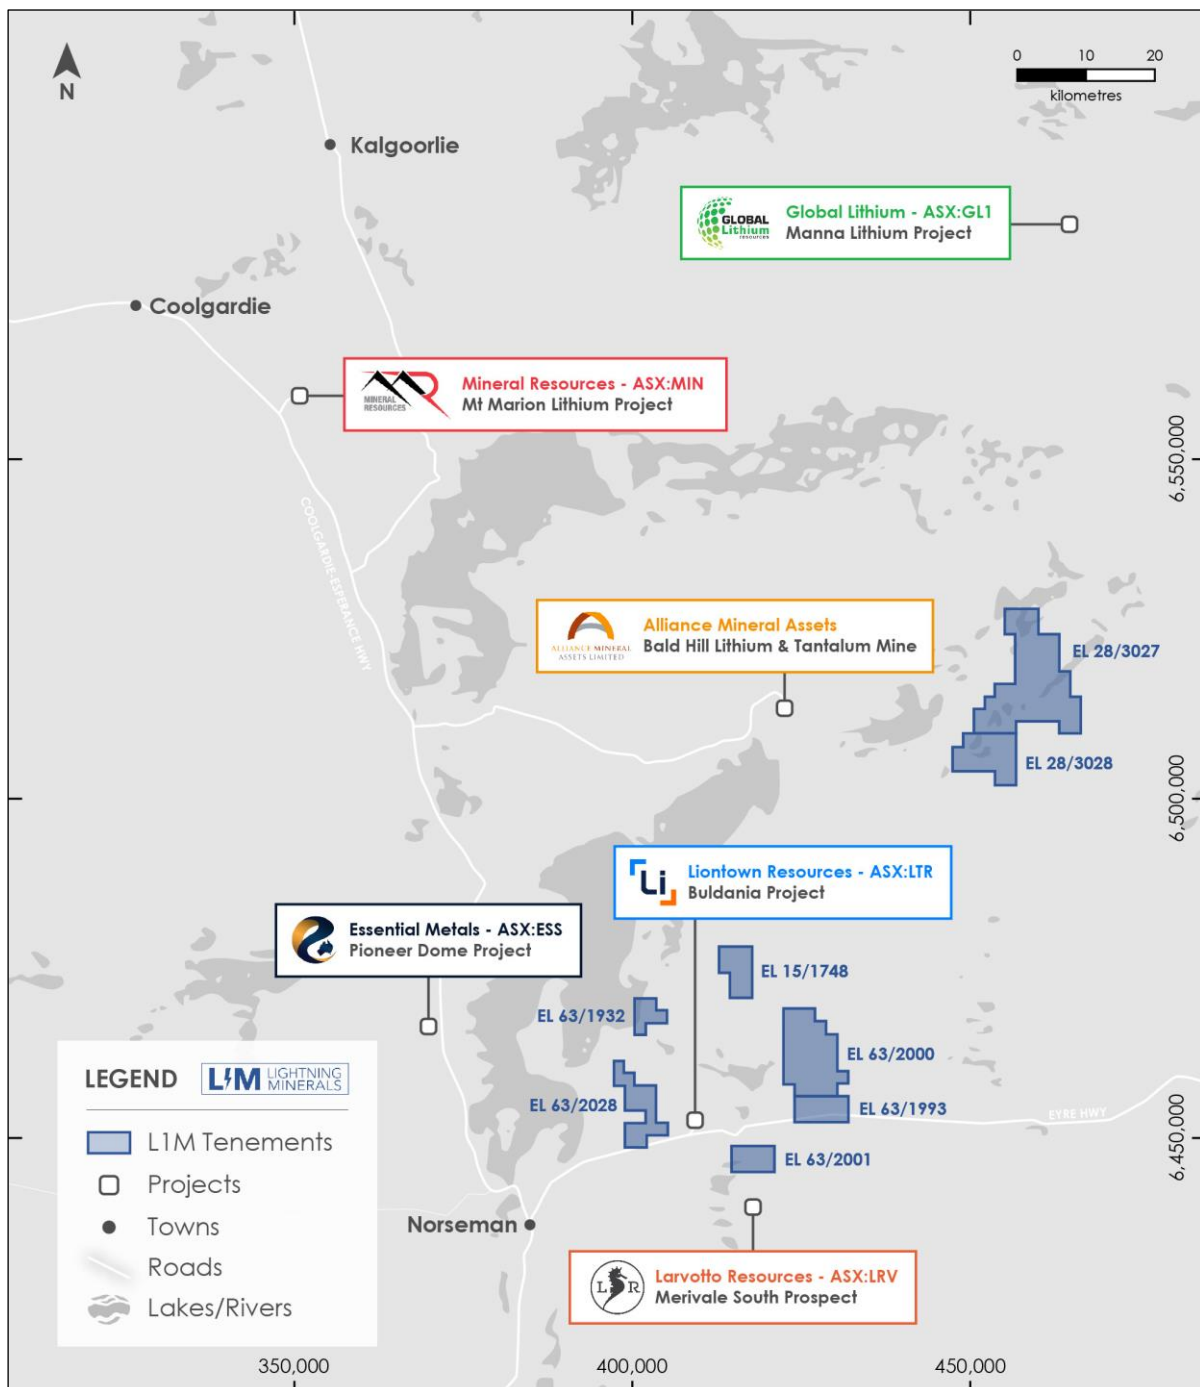 N
0 10 20
kilometres
Kalgoorlie
GLOBAL
Lithium
RESOURCES
Global Lithium - ASX:GL1
Manna Lithium Project
Coolgardie
MINERAL
RESOURCES
Mineral Resources - ASX:MIN
Mt Marion Lithium Project
6,550,000
COOLGARDIE-ESPERANCE HWY
ALLIANCE MINERAL
ASSETS LIMITED
Alliance Mineral Assets
Bald Hill Lithium & Tantalum Mine
EL 28/3027
EL 28/3028
6,500,000
Li
Liontown Resources - ASX:LTR
Buldania Project
Essential Metals - ASX:ESS
Pioneer Dome Project
EL 15/1748
EL 63/1932
EL 63/2000
EL 63/2028
EL 63/1993
EYRE HWY
6,450,000
EL 63/2001
Norseman
L R
Larvotto Resources - ASX:LRV
Merivale South Prospect
LEGEND
L1M LIGHTNING
MINERALS
L1M Tenements
Projects
Towns
Roads
Lakes/Rivers
350,000
400,000
450,000